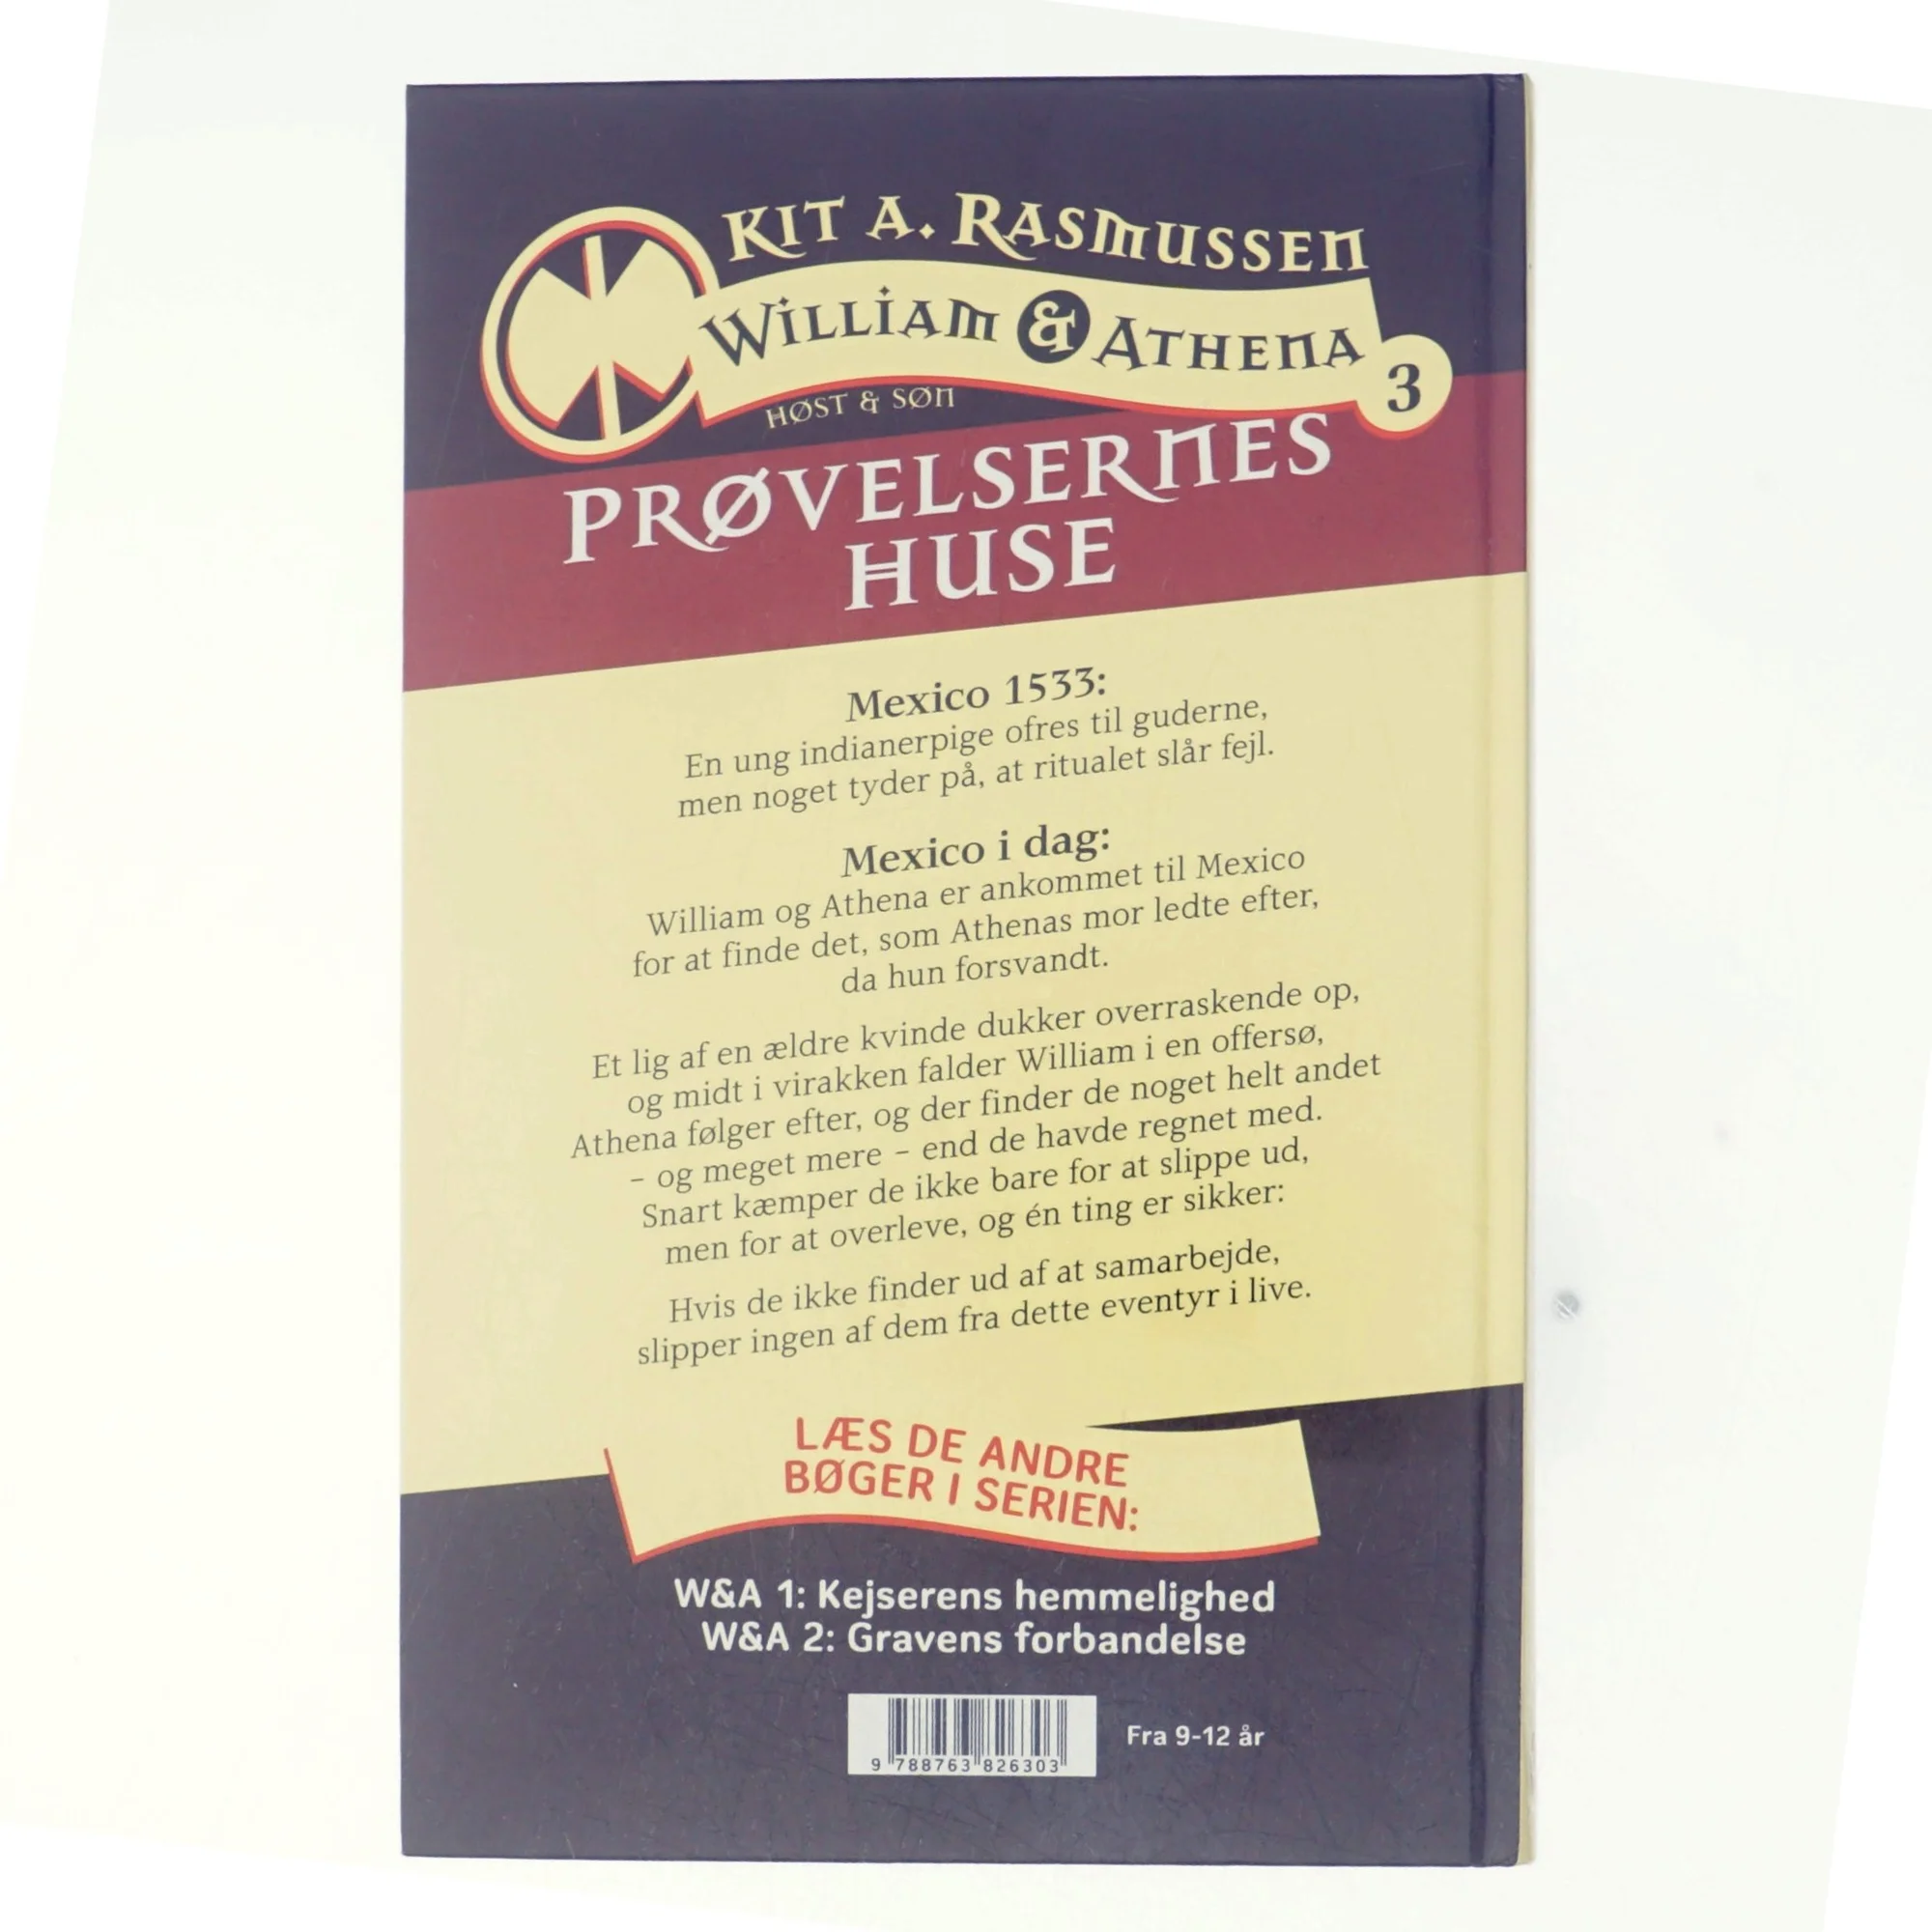 KIT A. RASMUSSEN
WILLIAM & ATHENA
3
HØST & SØN
PRØVELSERNES
HUSE
Mexico 1533:
En ung indianerpige ofres til guderne,
men noget tyder på, at ritualet slår fejl.
Mexico i dag:
William og Athena er ankommet til Mexico
for at finde det, som Athenas mor ledte efter,
da hun forsvandt.
Et lig af en ældre kvinde dukker overraskende op,
og midt i virakken falder William i en offersø,
Athena følger efter, og der finder de noget helt andet
– og meget mere – end de havde regnet med.
Snart kæmper de ikke bare for at slippe ud,
men for at overleve, og én ting er sikker:
Hvis de ikke finder ud af at samarbejde,
slipper ingen af dem fra dette eventyr i live.
LÆS DE ANDRE
BØGER I SERIEN:
W&A 1: Kejserens hemmelighed
W&A 2: Gravens forbandelse
9 788763 826303
Fra 9-12 år